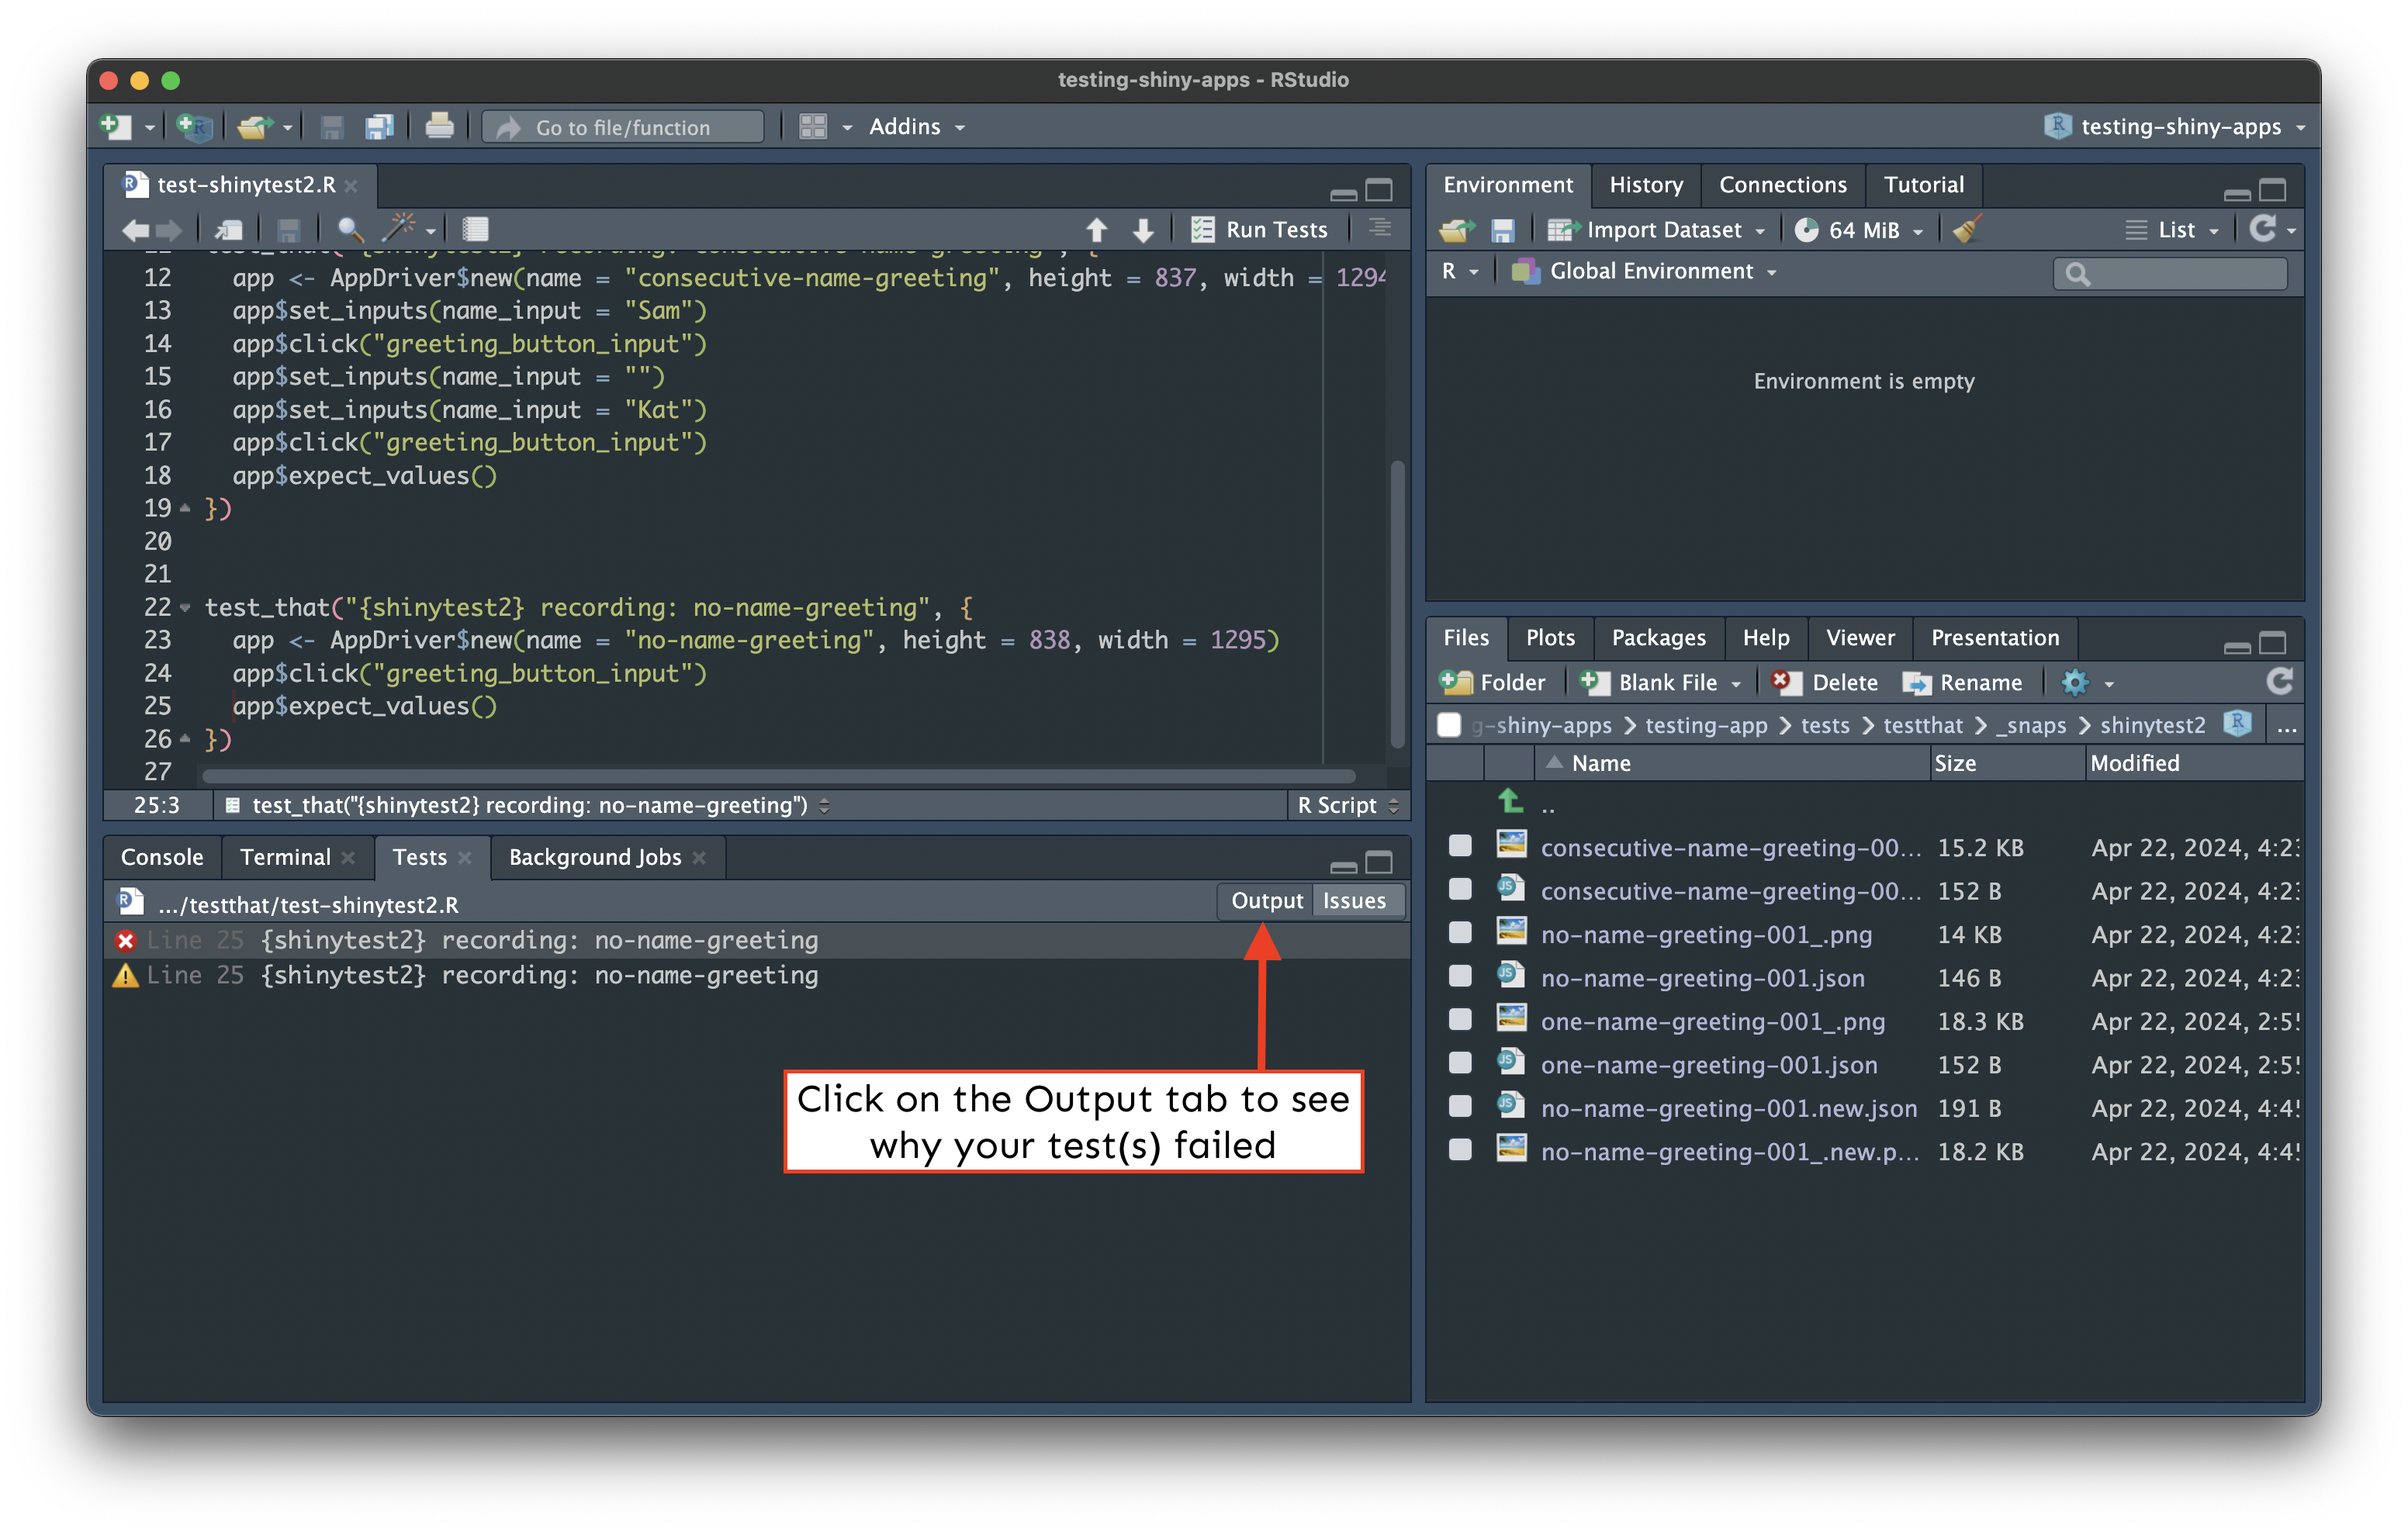 testing-shiny-apps - RStudio
Go to file/function
Addins
testing-shiny-apps
test-shinytest2.R
Run Tests
12 app <- AppDriver$new(name = "consecutive-name-greeting", height = 837, width = 1294
13 app$set_inputs(name_input = "Sam")
14 app$click("greeting_button_input")
15 app$set_inputs(name_input = "")
16 app$set_inputs(name_input = "Kat")
17 app$click("greeting_button_input")
18 app$expect_values()
19 })
20
21
22 test_that("{shinytest2} recording: no-name-greeting", {
23 app <- AppDriver$new(name = "no-name-greeting", height = 838, width = 1295)
24 app$click("greeting_button_input")
25 app$expect_values()
26 })
27
25:3 test_that("{shinytest2} recording: no-name-greeting") R Script
Console Terminal Tests Background Jobs
.../testthat/test-shinytest2.R Output Issues
Line 25 {shinytest2} recording: no-name-greeting
Line 25 {shinytest2} recording: no-name-greeting
Click on the Output tab to see
why your test(s) failed
Environment History Connections Tutorial
Import Dataset 64 MiB List
R Global Environment
Environment is empty
Files Plots Packages Help Viewer Presentation
Folder Blank File Delete Rename
g-shiny-apps > testing-app > tests > testthat > _snaps > shinytest2 ...
Name Size Modified
..
consecutive-name-greeting-00... 15.2 KB Apr 22, 2024, 4:2
consecutive-name-greeting-00... 152 B Apr 22, 2024, 4:2
no-name-greeting-001_.png 14 KB Apr 22, 2024, 4:2
no-name-greeting-001.json 146 B Apr 22, 2024, 4:2
one-name-greeting-001_.png 18.3 KB Apr 22, 2024, 2:5
one-name-greeting-001.json 152 B Apr 22, 2024, 2:5
no-name-greeting-001.new.json 191 B Apr 22, 2024, 4:4
no-name-greeting-001_.new.p... 18.2 KB Apr 22, 2024, 4:4